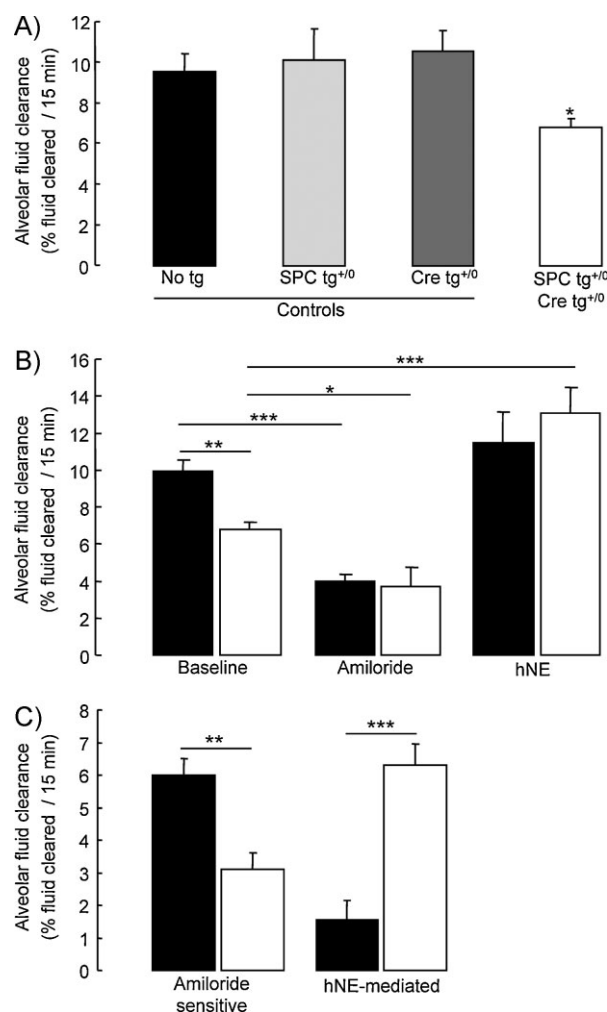 A)
Alveolar fluid clearance
(% fluid cleared / 15 min)
12
10
8
6
4
2
0
*
No tg
SPC tg+/0
Cre tg+/0
SPC tg+/0
Cre tg+/0
Controls
B)
Alveolar fluid clearance
(% fluid cleared / 15 min)
16
14
12
10
8
6
4
2
0
***
*
***
**
Baseline
Amiloride
hNE
C)
Alveolar fluid clearance
(% fluid cleared / 15 min)
8
7
6
5
4
3
2
1
0
**
***
Amiloride
sensitive
hNE-mediated